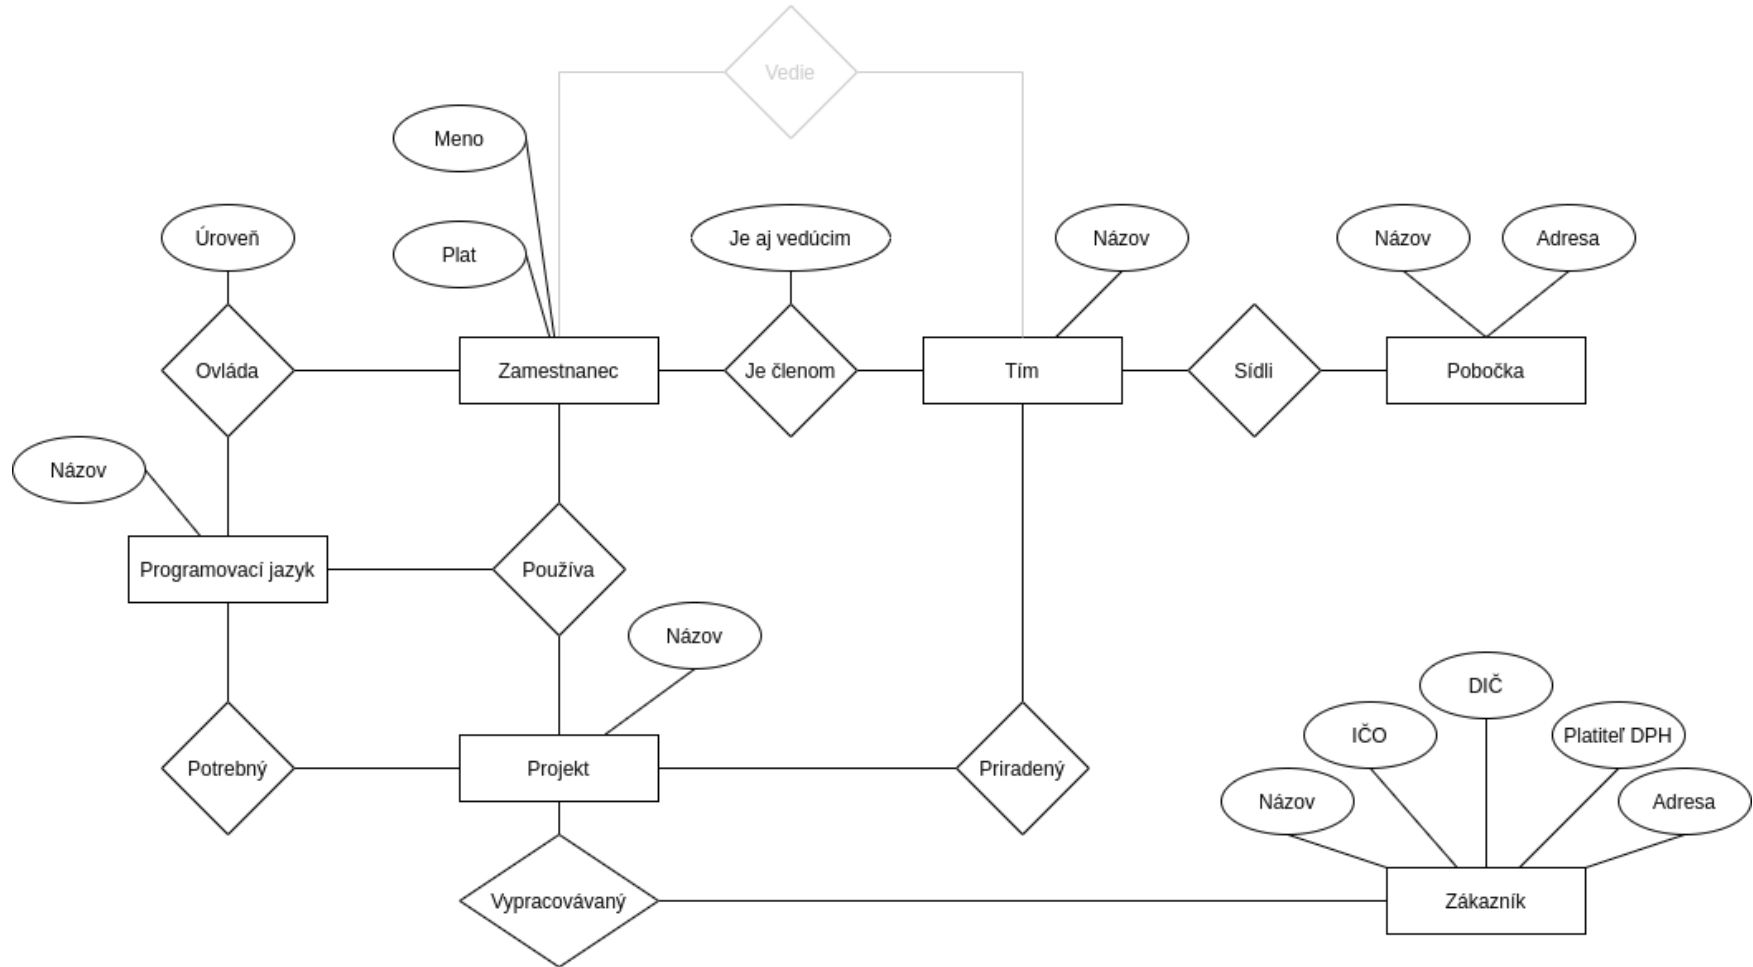 Vedie
Meno
Úroveň
Plat
Je aj vedúcim
Názov
Názov
Adresa
Ovláda
Zamestnanec
Je členom
Tím
Sídli
Pobočka
Názov
Programovací jazyk
Používa
Názov
DIČ
IČO
Platiteľ DPH
Potrebný
Projekt
Priradený
Názov
Adresa
Vypracovávaný
Zákazník